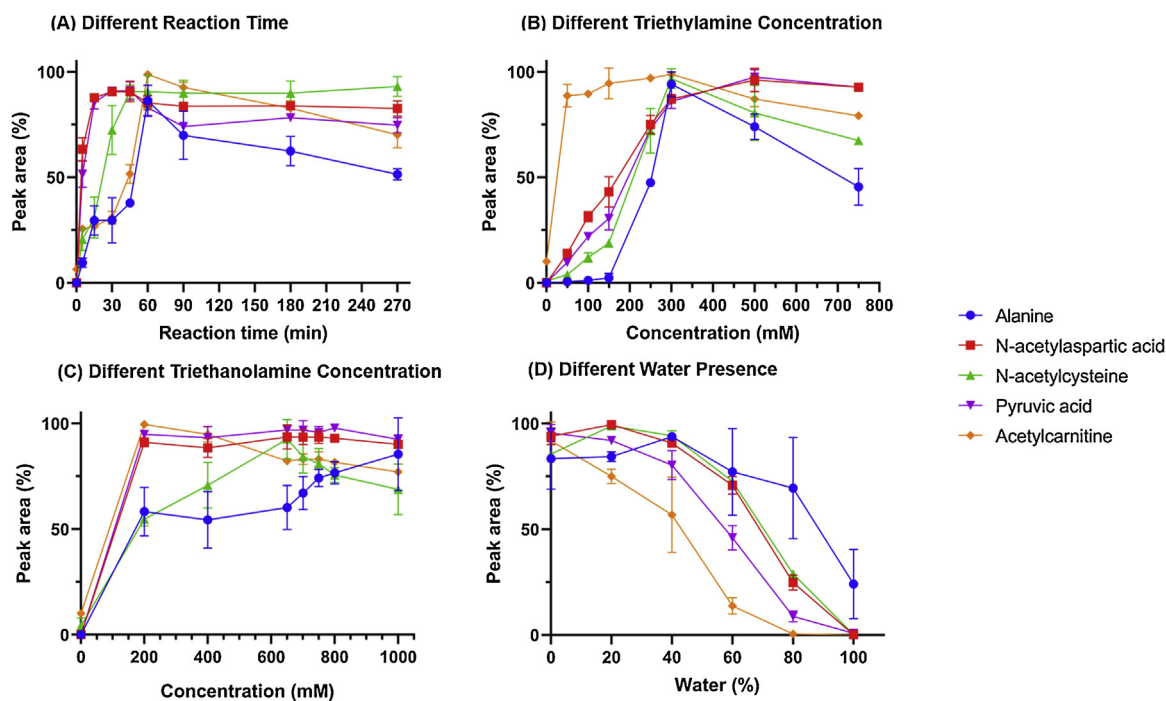 (A) Different Reaction Time
Peak area (%)
100
50
0
0 30 60 90 120 150 180 210 240 270
Reaction time (min)
(B) Different Triethylamine Concentration
Peak area (%)
100
50
0
0 100 200 300 400 500 600 700 800
Concentration (mM)
(C) Different Triethanolamine Concentration
Peak area (%)
100
50
0
0 200 400 600 800 1000
Concentration (mM)
(D) Different Water Presence
Peak area (%)
100
50
0
0 20 40 60 80 100
Water (%)
Alanine
N-acetylaspartic acid
N-acetylcysteine
Pyruvic acid
Acetylcarnitine